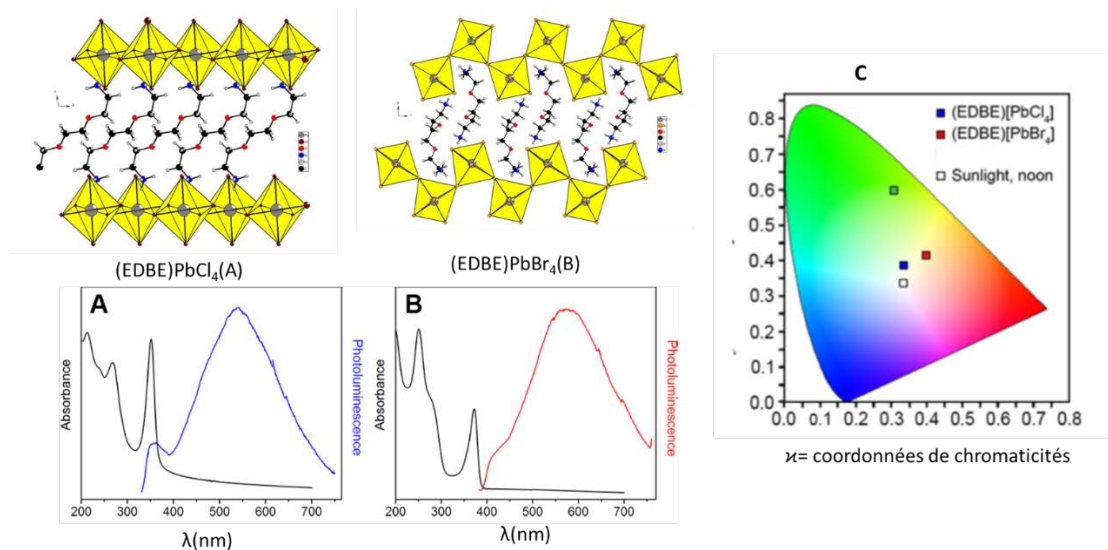 (EDBE)PbCl₄(A)
(EDBE)PbBr₄(B)
A
Absorbance
Photoluminescence
200 300 400 500 600 700
λ(nm)
B
Absorbance
Photoluminescence
200 300 400 500 600 700
λ(nm)
C
(EDBE)[PbCl₄]
(EDBE)[PbBr₄]
Sunlight, noon
0.8
0.7
0.6
0.5
0.4
0.3
0.2
0.1
0.0
0.0 0.1 0.2 0.3 0.4 0.5 0.6 0.7 0.8
ϰ= coordonnées de chromaticités